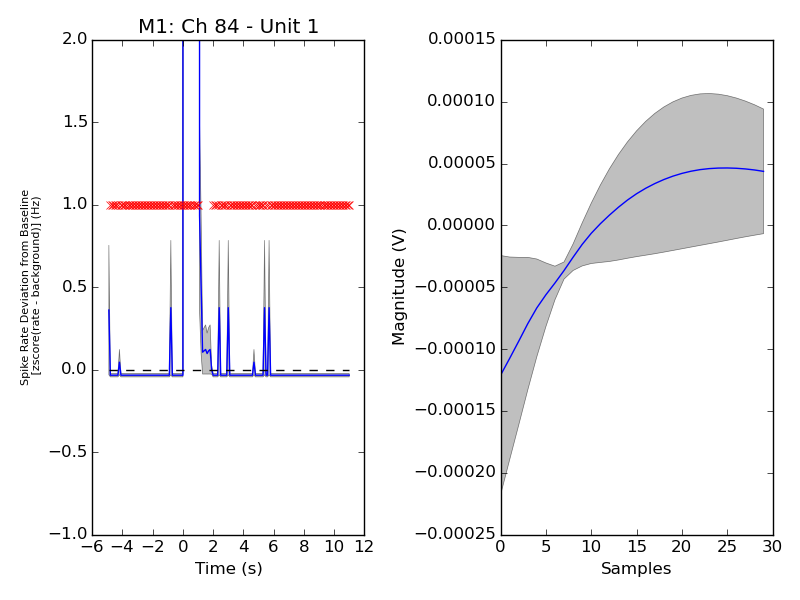 M1: Ch 84 - Unit 1
2.0
1.5
1.0
0.5
0.0
−0.5
−1.0
−6 −4 −2 0 2 4 6 8 10 12
Time (s)
Spike Rate Deviation from Baseline
[zscore(rate - background)] (Hz)
0.00015
0.00010
0.00005
0.00000
−0.00005
−0.00010
−0.00015
−0.00020
−0.00025
0 5 10 15 20 25 30
Samples
Magnitude (V)